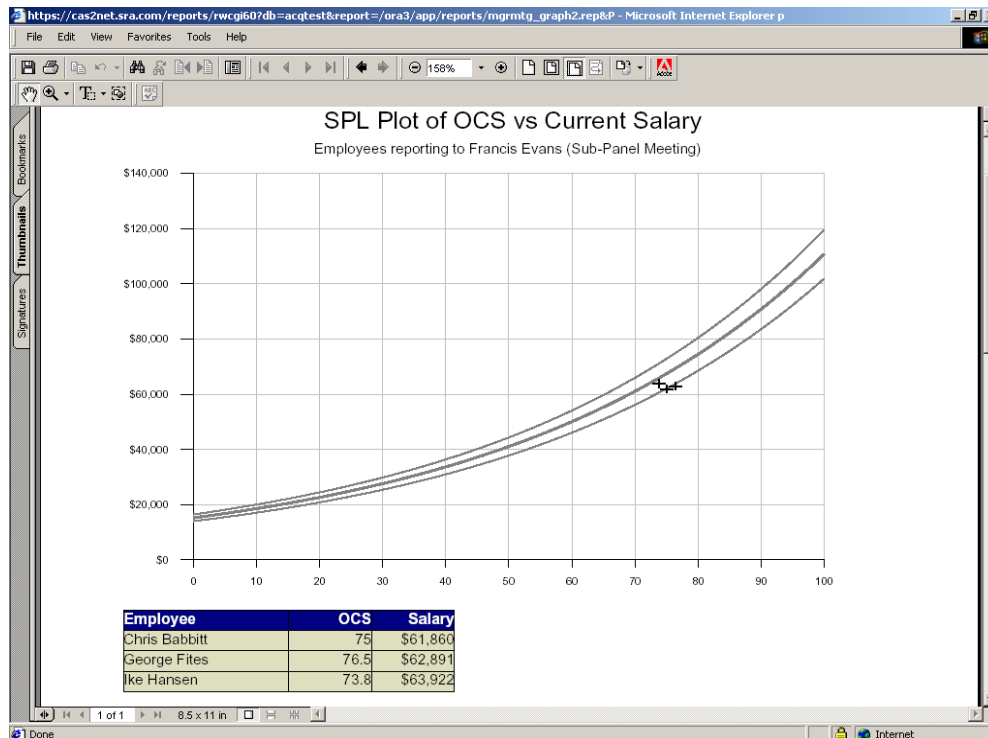 https://cas2net.sra.com/reports/rwcgi60?db=acqtest&report=/ora3/app/reports/mgrmtg_graph2.rep&P - Microsoft Internet Explorer p
File Edit View Favorites Tools Help
158%
Adobe
Bookmarks
Thumbnails
Signatures
SPL Plot of OCS vs Current Salary
Employees reporting to Francis Evans (Sub-Panel Meeting)
$140,000
$120,000
$100,000
$80,000
$60,000
$40,000
$20,000
$0
0 10 20 30 40 50 60 70 80 90 100
Employee OCS Salary
Chris Babbitt 75 $61,860
George Fites 76.5 $62,891
Ike Hansen 73.8 $63,922
1 of 1 8.5 x 11 in
Done Internet